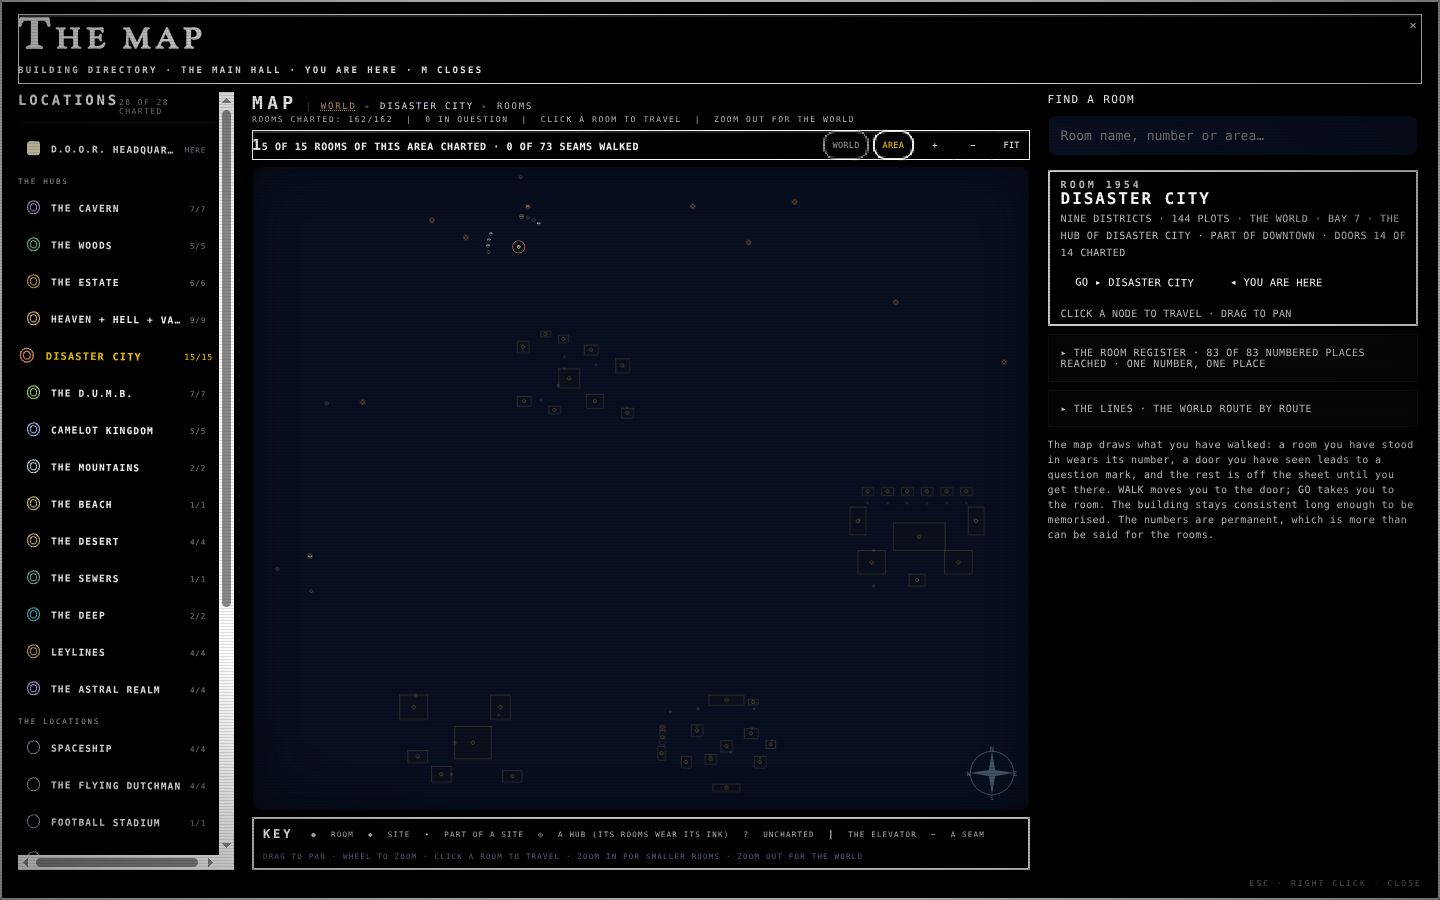 THE MAP
×
BUILDING DIRECTORY · THE MAIN HALL · YOU ARE HERE · M CLOSES
LOCATIONS 28 OF 28 CHARTED
D.O.O.R. HEADQUAR… HERE
THE HUBS
THE CAVERN 7/7
THE WOODS 5/5
THE ESTATE 6/6
HEAVEN + HELL + VA… 9/9
DISASTER CITY 15/15
THE D.U.M.B. 7/7
CAMELOT KINGDOM 5/5
THE MOUNTAINS 2/2
THE BEACH 1/1
THE DESERT 4/4
THE SEWERS 1/1
THE DEEP 2/2
LEYLINES 4/4
THE ASTRAL REALM 4/4
THE LOCATIONS
SPACESHIP 4/4
THE FLYING DUTCHMAN 4/4
FOOTBALL STADIUM 1/1
MAP | WORLD ▸ DISASTER CITY ▸ ROOMS
ROOMS CHARTED: 162/162 | 0 IN QUESTION | CLICK A ROOM TO TRAVEL | ZOOM OUT FOR THE WORLD
15 OF 15 ROOMS OF THIS AREA CHARTED · 0 OF 73 SEAMS WALKED
WORLD AREA + − FIT
N
W E
S
KEY ● ROOM ◆ SITE • PART OF A SITE ◎ A HUB (ITS ROOMS WEAR ITS INK) ? UNCHARTED | THE ELEVATOR — A SEAM
DRAG TO PAN · WHEEL TO ZOOM · CLICK A ROOM TO TRAVEL · ZOOM IN FOR SMALLER ROOMS · ZOOM OUT FOR THE WORLD
FIND A ROOM
Room name, number or area…
ROOM 1954
DISASTER CITY
NINE DISTRICTS · 144 PLOTS · THE WORLD · BAY 7 · THE
HUB OF DISASTER CITY · PART OF DOWNTOWN · DOORS 14 OF
14 CHARTED
GO ▸ DISASTER CITY ◂ YOU ARE HERE
CLICK A NODE TO TRAVEL · DRAG TO PAN
▸ THE ROOM REGISTER · 83 OF 83 NUMBERED PLACES
REACHED · ONE NUMBER, ONE PLACE
▸ THE LINES · THE WORLD ROUTE BY ROUTE
The map draws what you have walked: a room you have stood
in wears its number, a door you have seen leads to a
question mark, and the rest is off the sheet until you
get there. WALK moves you to the door; GO takes you to
the room. The building stays consistent long enough to be
memorised. The numbers are permanent, which is more than
can be said for the rooms.
ESC · RIGHT CLICK · CLOSE